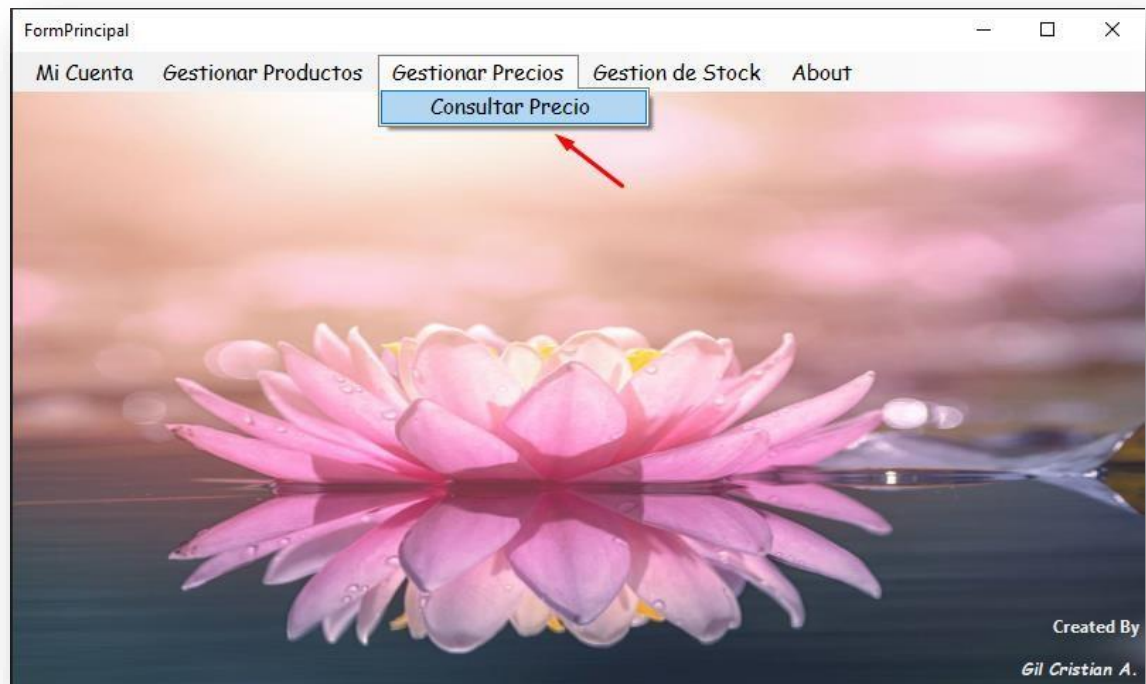 FormPrincipal
Mi Cuenta Gestionar Productos Gestionar Precios Gestion de Stock About
Consultar Precio
Created By
Gil Cristian A.